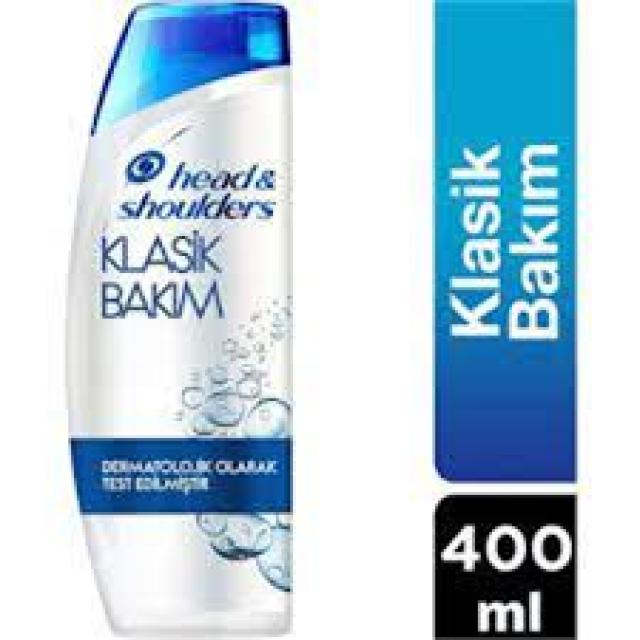 head &
shoulders
KLASİK
BAKIM
DERMATOLOJİK OLARAK
TEST EDİLMİŞTİR
Klasik
Bakım
400
ml